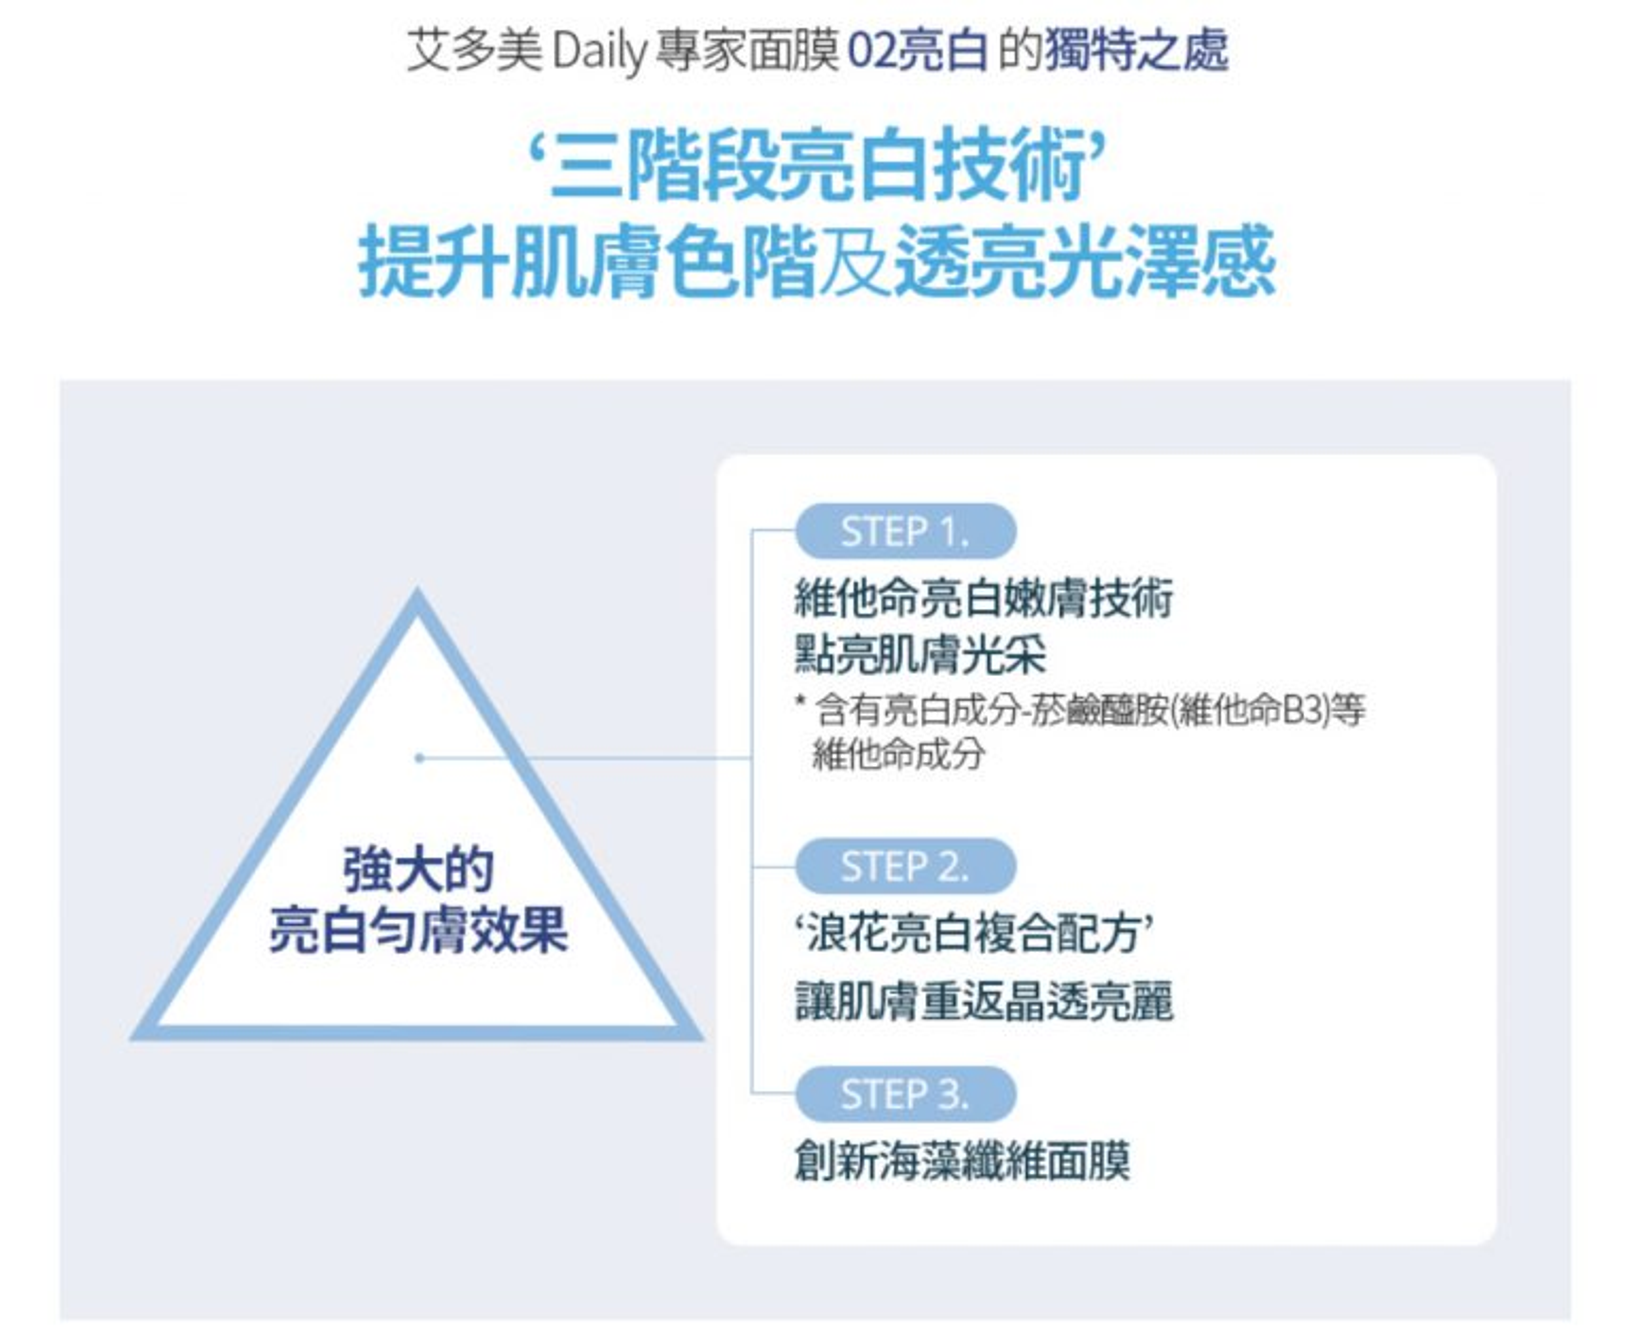 艾多美 Daily 專家面膜 02亮白 的獨特之處
‘三階段亮白技術’
提升肌膚色階及透亮光澤感
強大的
亮白勻膚效果
STEP 1.
維他命亮白嫩膚技術
點亮肌膚光采
* 含有亮白成分-菸鹼醯胺(維他命B3)等
維他命成分
STEP 2.
‘浪花亮白複合配方’
讓肌膚重返晶透亮麗
STEP 3.
創新海藻纖維面膜